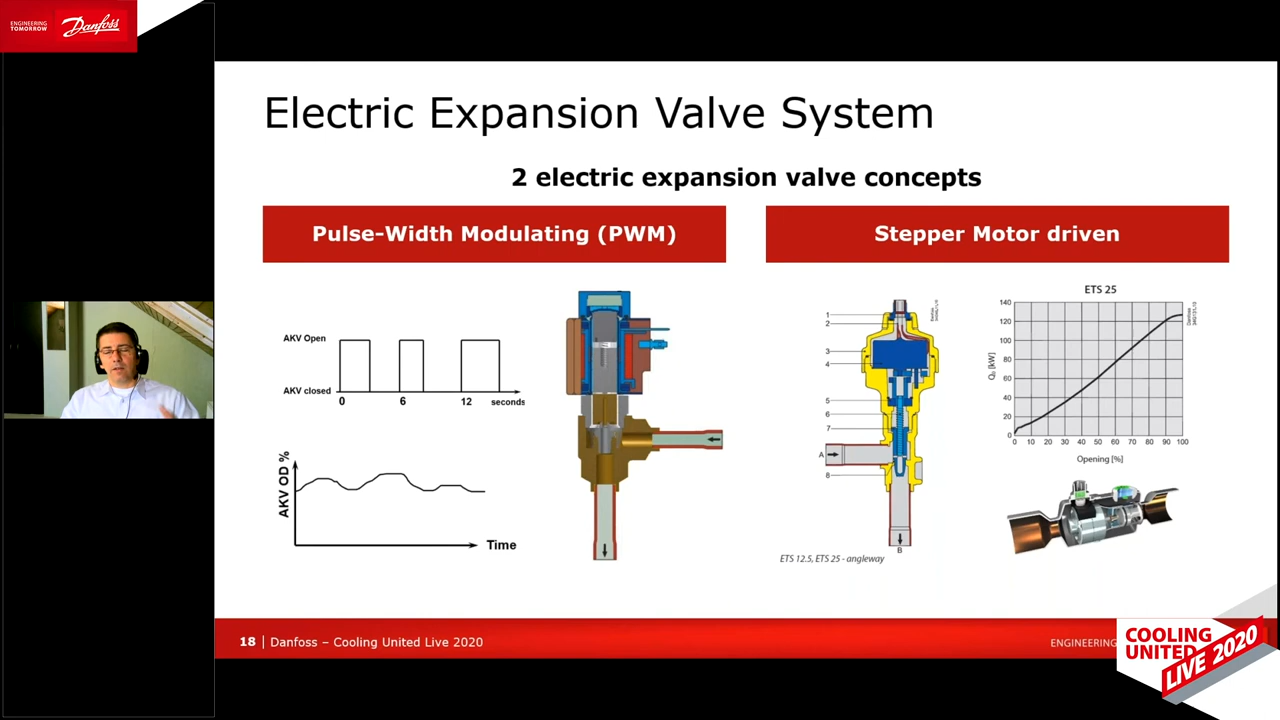 ENGINEERING
TOMORROW
Danfoss
Electric Expansion Valve System
2 electric expansion valve concepts
Pulse-Width Modulating (PWM)
AKV Open
AKV closed
0 6 12 seconds
AKV OD %
Time
Stepper Motor driven
1
2
3
4
5
6
7
A
8
B
ETS 12.5, ETS 25 - angleway
ETS 25
140
120
100
80
60
40
20
0
Q₀ [kW]
0 10 20 30 40 50 60 70 80 90 100
Opening [%]
18 Danfoss – Cooling United Live 2020
ENGINEERING
COOLING
UNITED
LIVE 2020